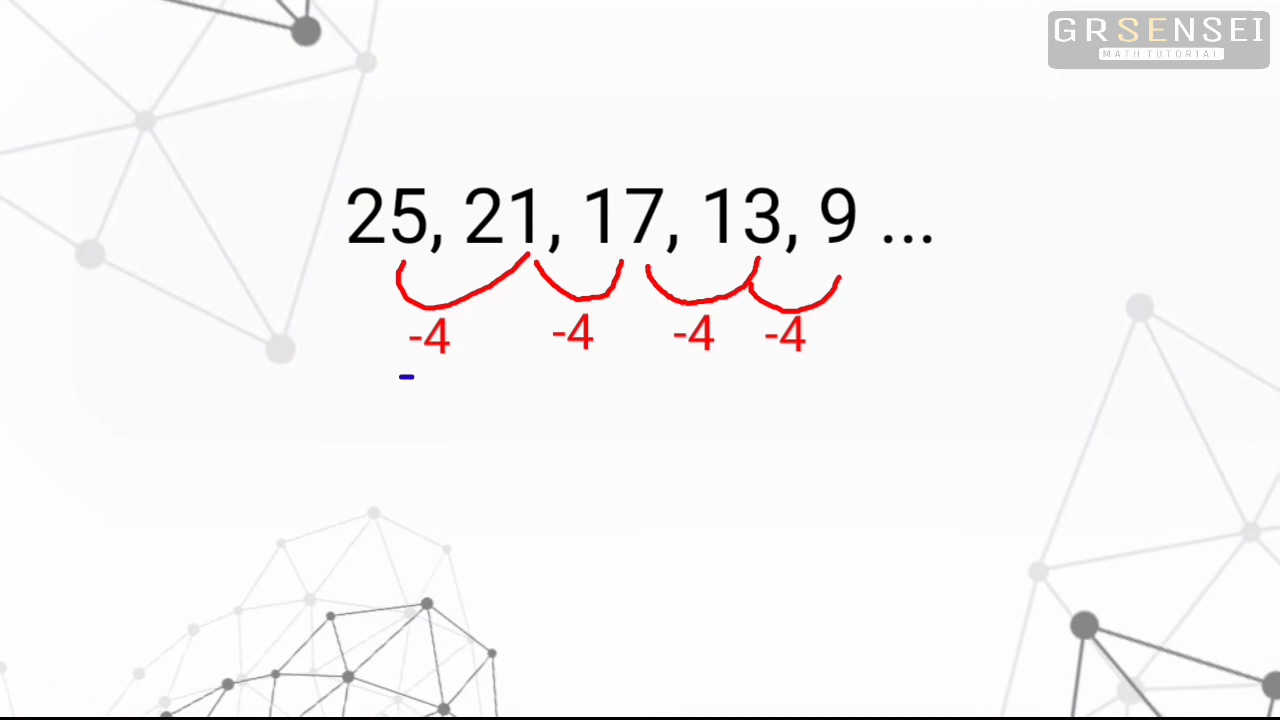 GRSENSEI
MATH TUTORIAL
25, 21, 17, 13, 9 ...
-4 -4 -4 -4
-